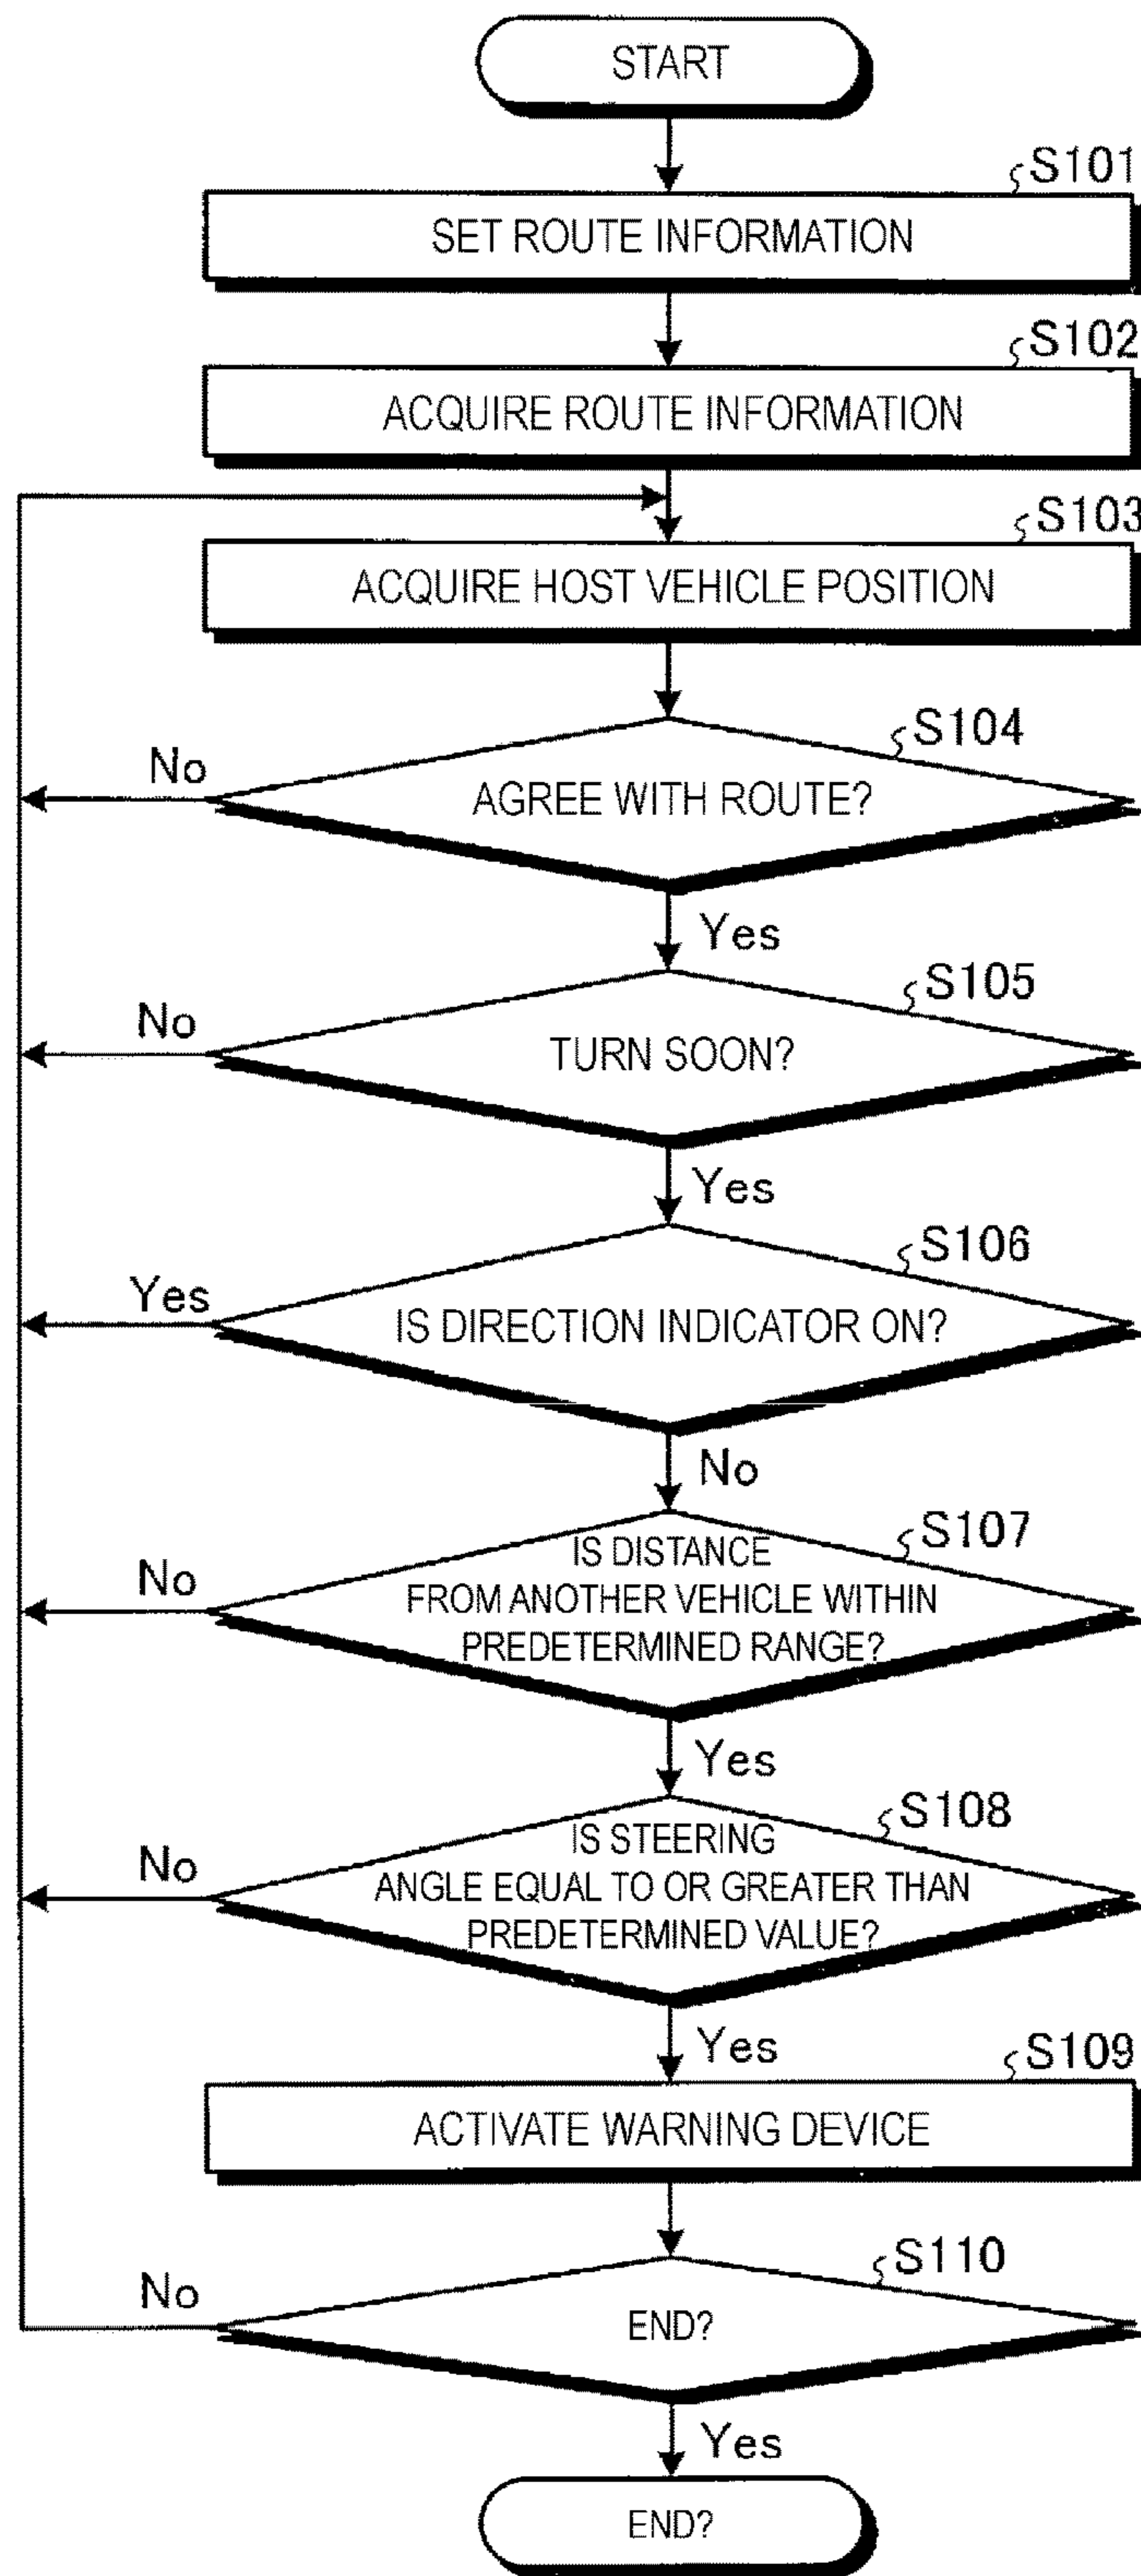 START
S101
SET ROUTE INFORMATION
S102
ACQUIRE ROUTE INFORMATION
S103
ACQUIRE HOST VEHICLE POSITION
S104
No
AGREE WITH ROUTE?
Yes
S105
No
TURN SOON?
Yes
S106
Yes
IS DIRECTION INDICATOR ON?
No
S107
IS DISTANCE
No
FROM ANOTHER VEHICLE WITHIN
PREDETERMINED RANGE?
Yes
S108
IS STEERING
No
ANGLE EQUAL TO OR GREATER THAN
PREDETERMINED VALUE?
Yes
S109
ACTIVATE WARNING DEVICE
S110
No
END?
Yes
END?